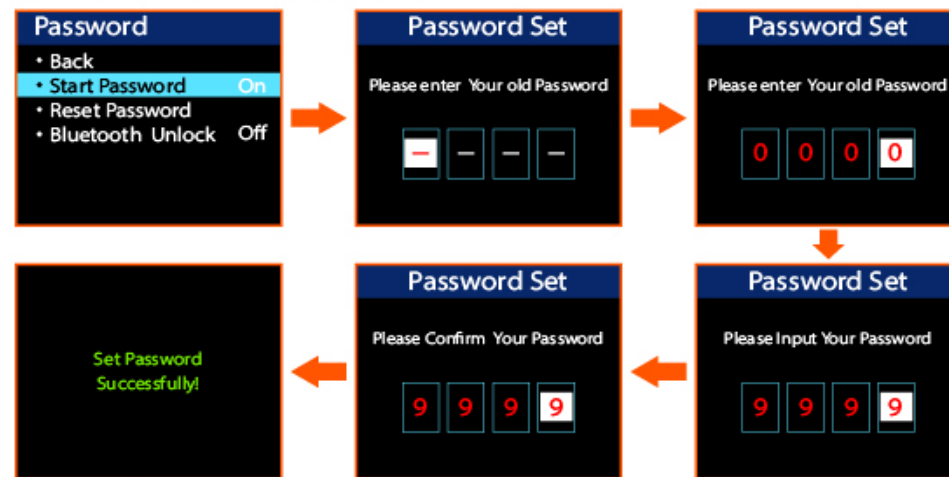 Password
• Back
• Start Password On
• Reset Password
• Bluetooth Unlock Off
Password Set
Please enter Your old Password
– – – –
Password Set
Please enter Your old Password
0 0 0 0
Password Set
Please Input Your Password
9 9 9 9
Password Set
Please Confirm Your Password
9 9 9 9
Set Password
Successfully!